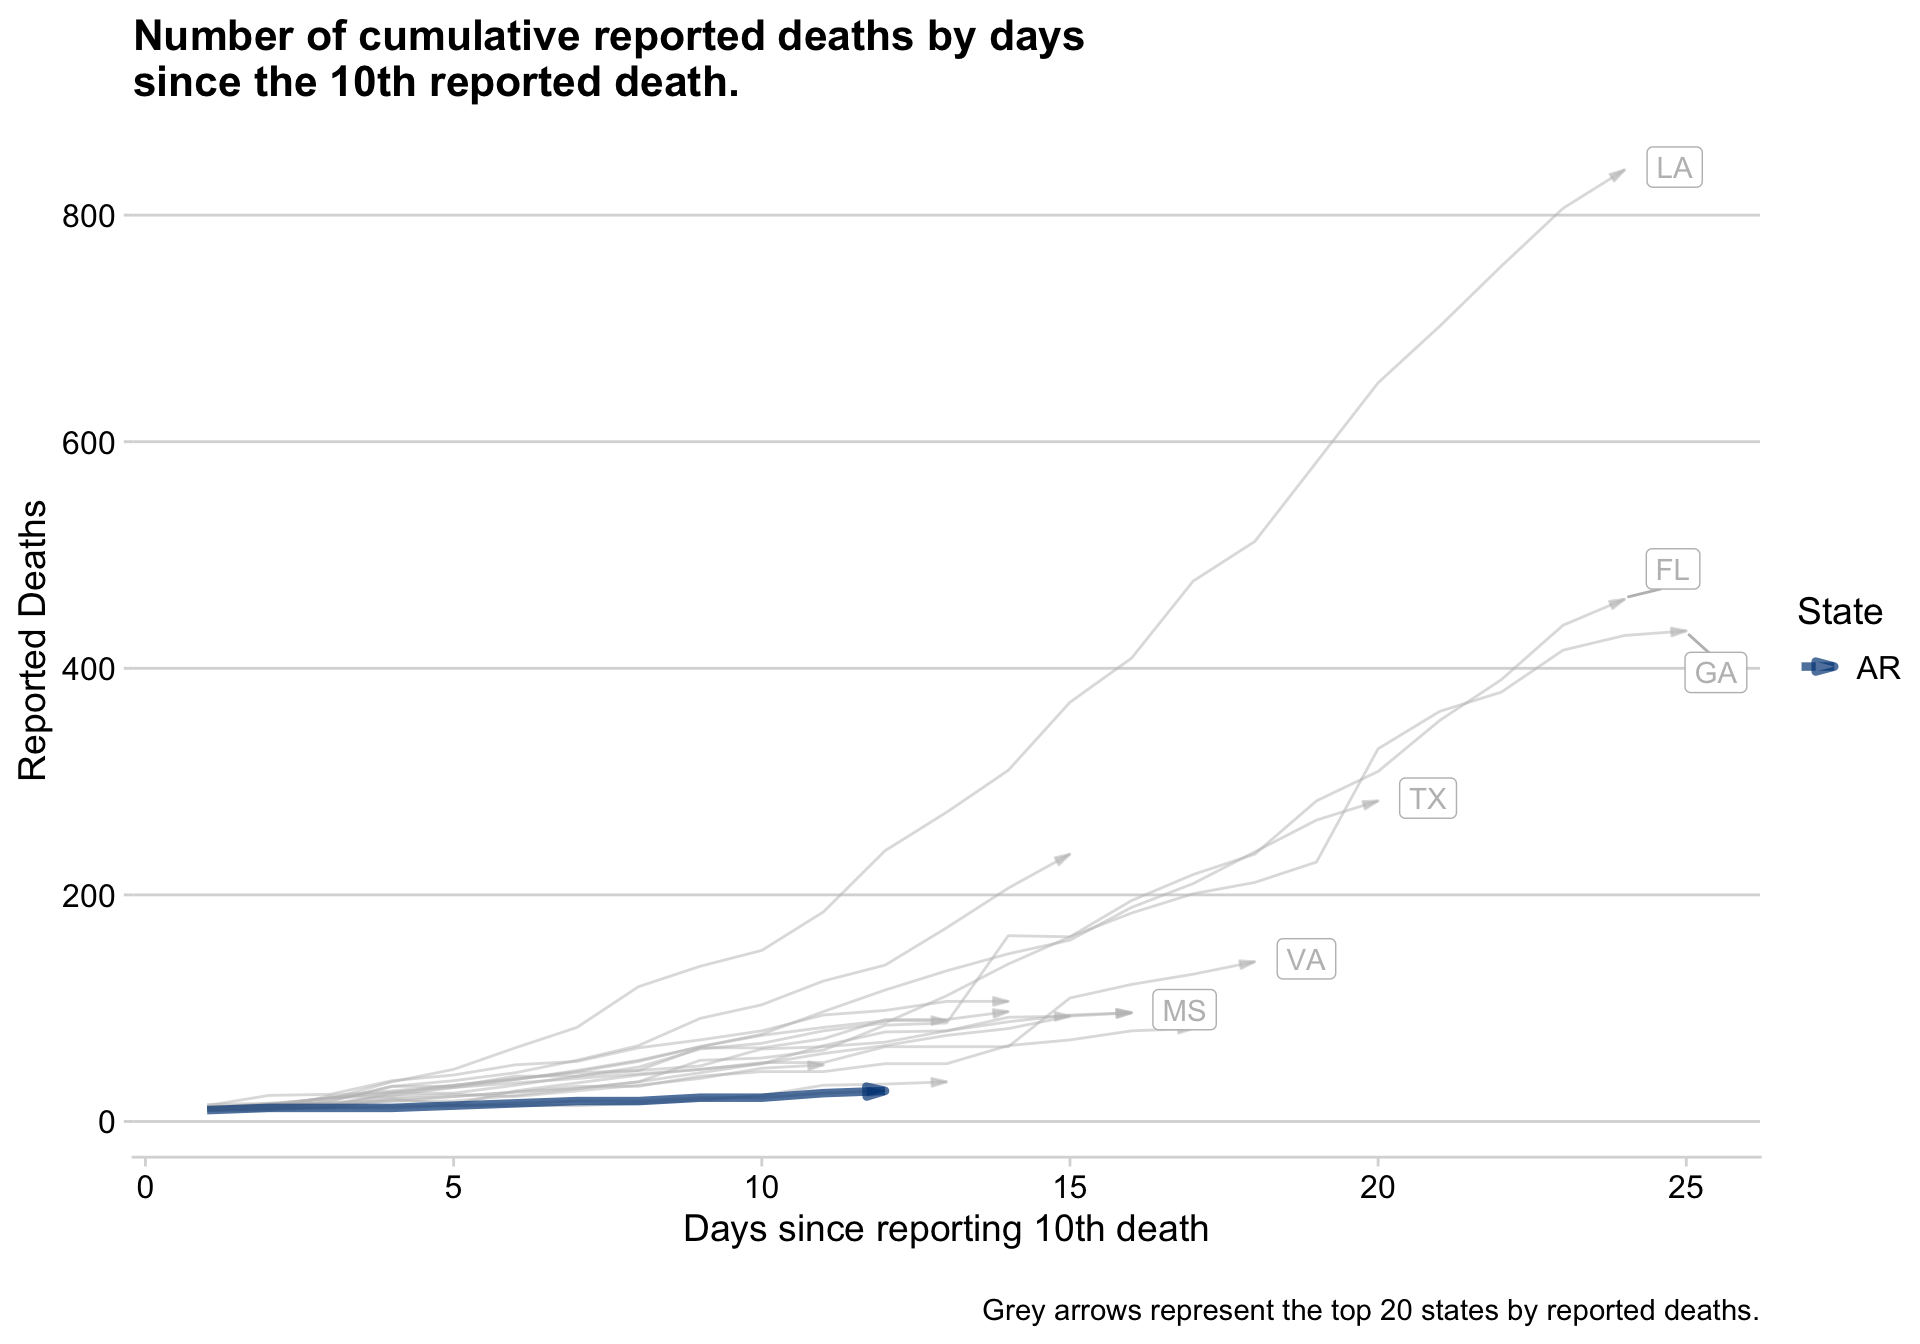 Number of cumulative reported deaths by days
since the 10th reported death.
LA
800
600
FL
State
AR
Reported Deaths
400
GA
TX
200
VA
MS
0
0 5 10 15 20 25
Days since reporting 10th death
Grey arrows represent the top 20 states by reported deaths.